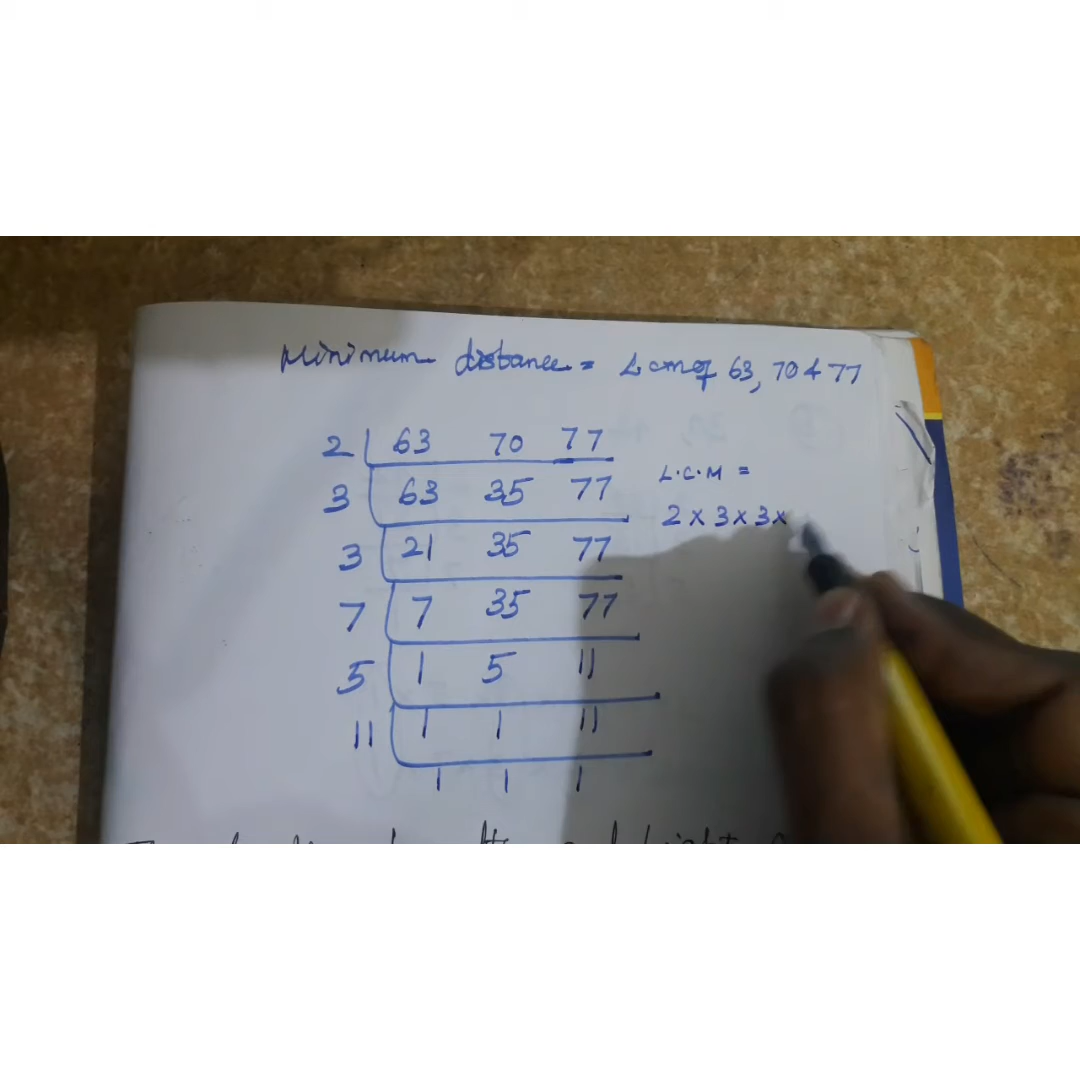 Minimum distance = L cm of 63, 70 & 77
2 63 70 77
3 63 35 77
L.C.M =
2 × 3 × 3 ×
3 21 35 77
7 7 35 77
5 1 5 11
11 1 1 11
1 1 1